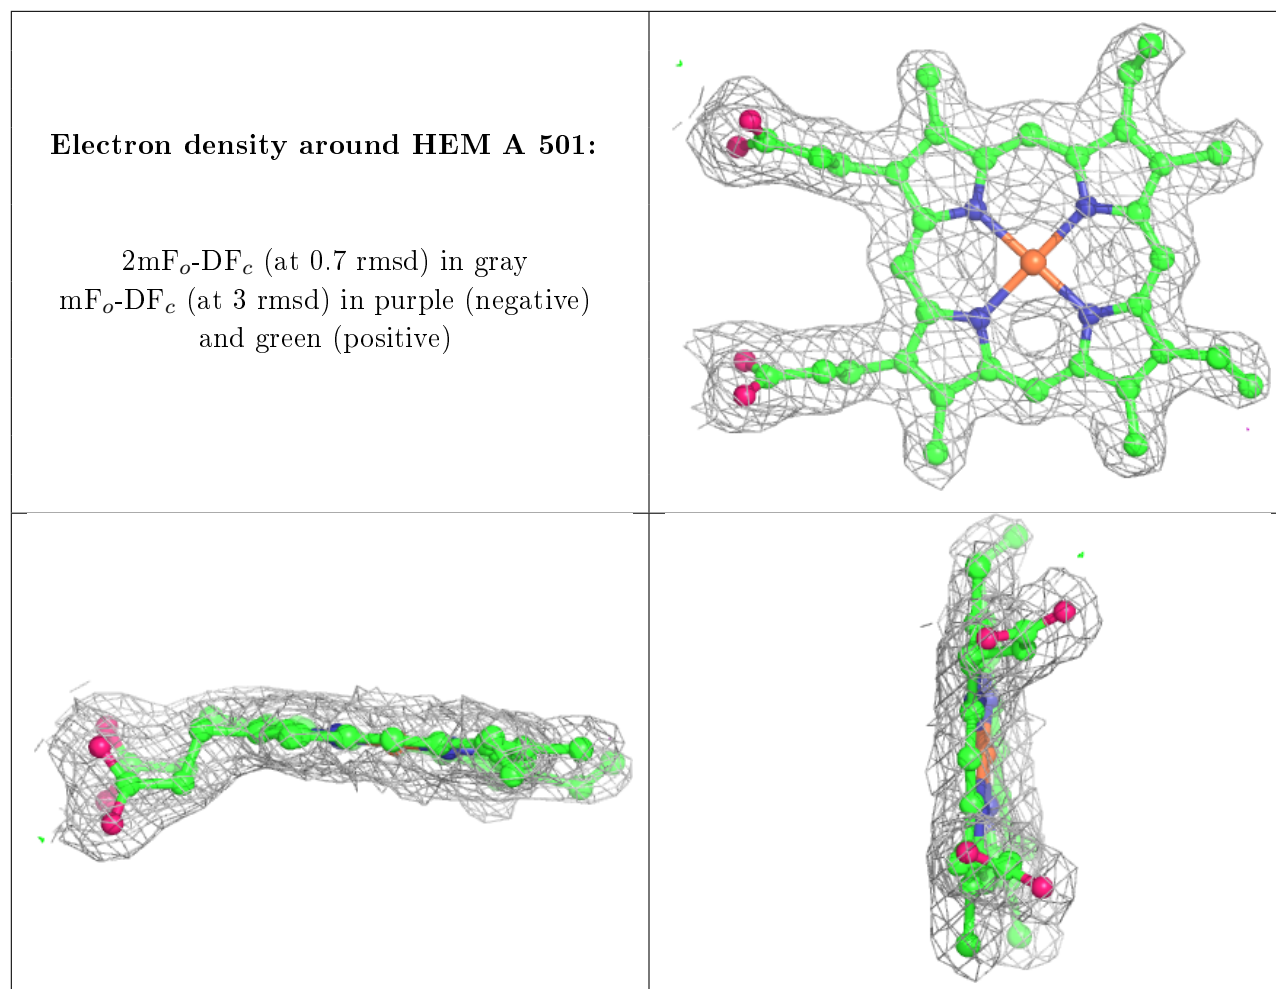 Electron density around HEM A 501:
2mFₒ-DF𝒸 (at 0.7 rmsd) in gray
mFₒ-DF𝒸 (at 3 rmsd) in purple (negative)
and green (positive)